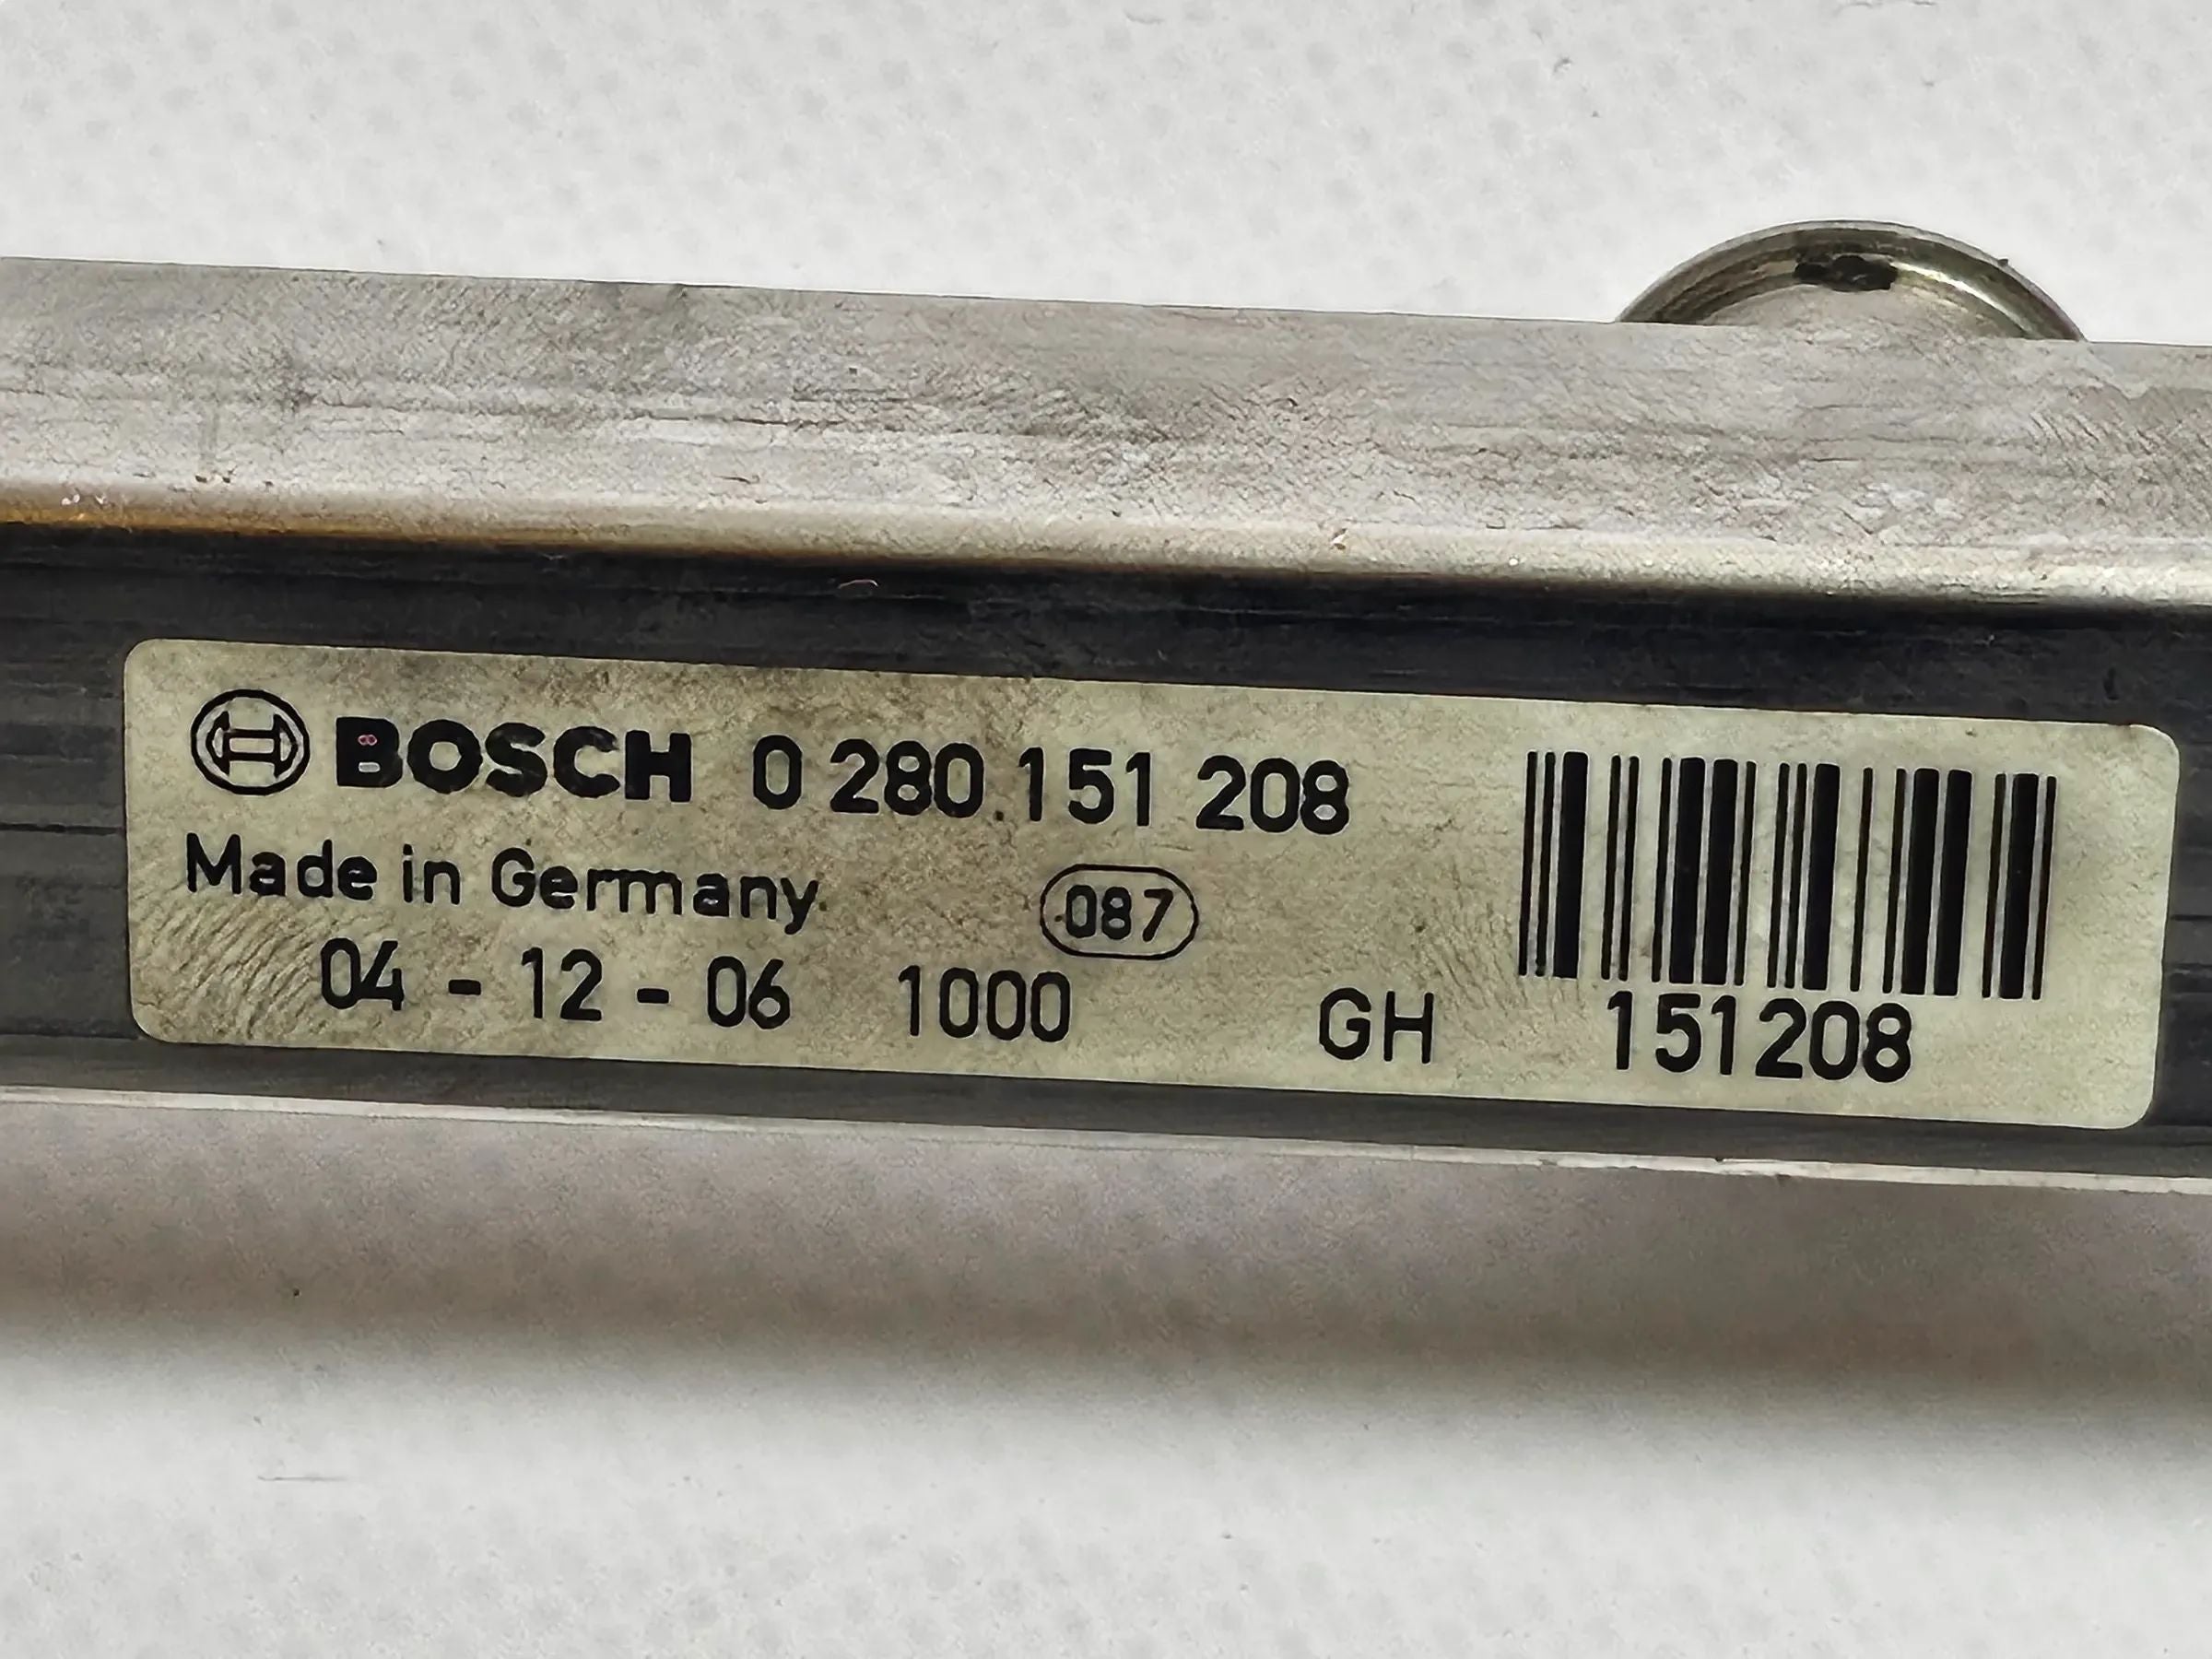 BOSCH 0 280 151 208
Made in Germany 087
04 - 12 - 06 1000 GH 151208